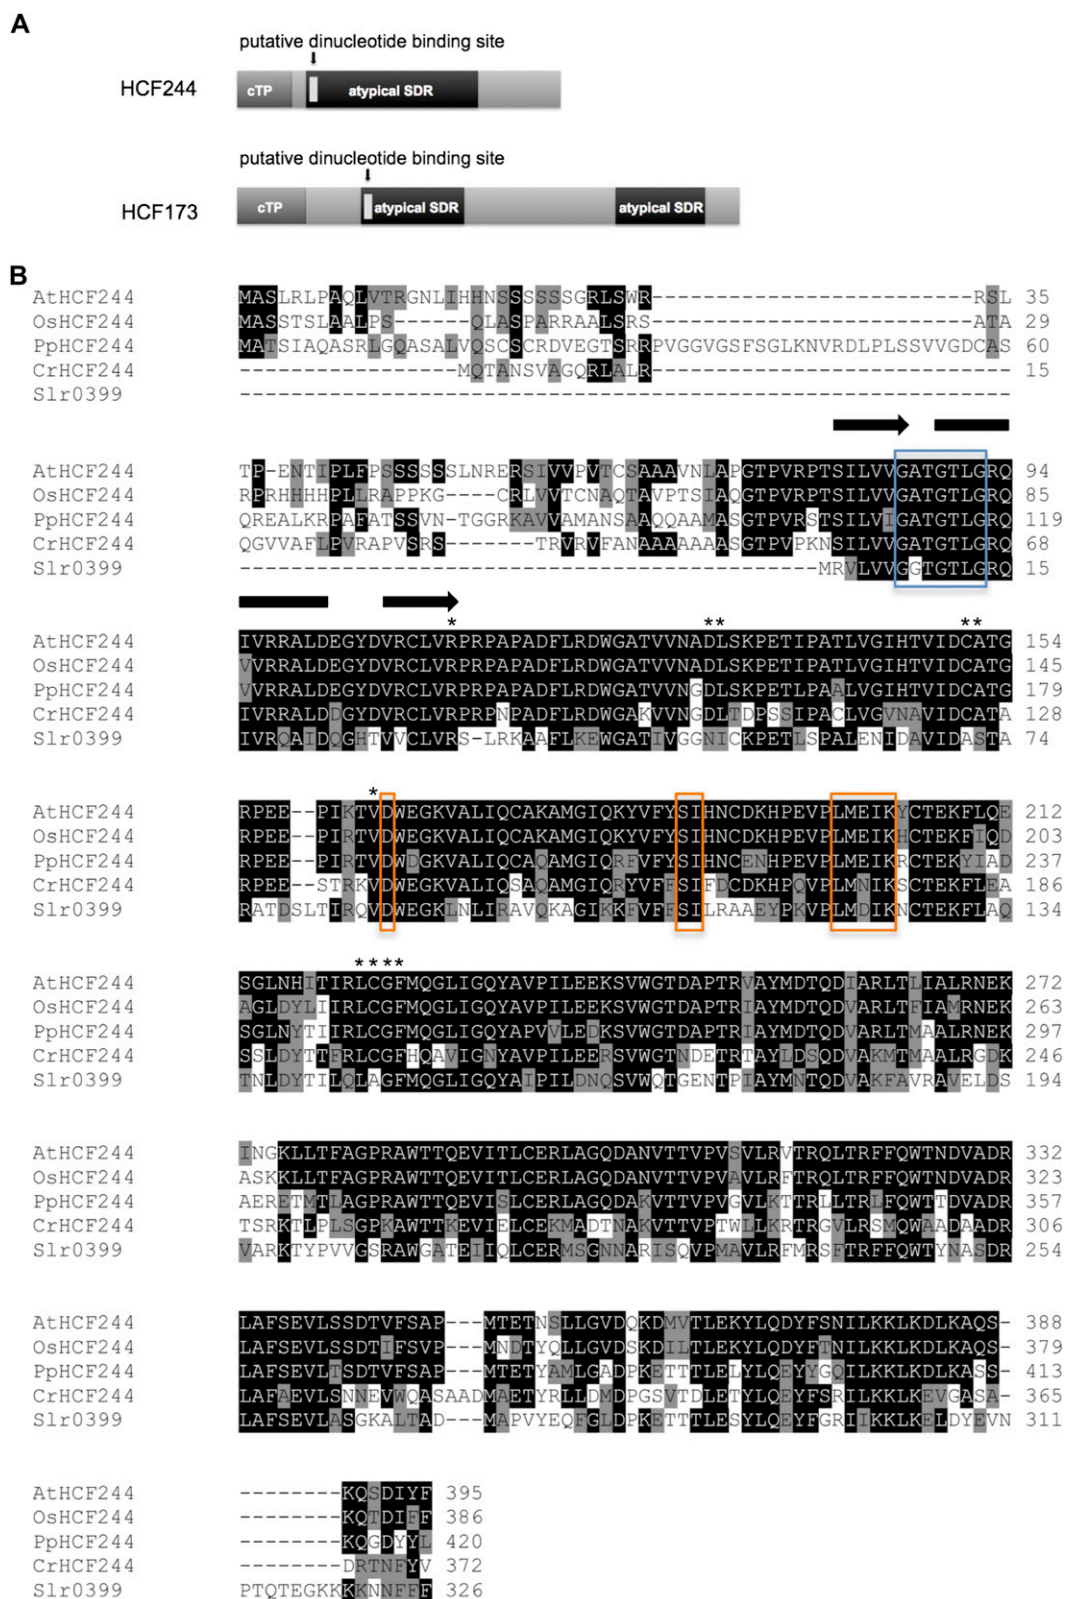 A
putative dinucleotide binding site
HCF244
cTP
atypical SDR
putative dinucleotide binding site
HCF173
cTP
atypical SDR
atypical SDR
B
AtHCF244 MASLRLPAQLVTRGNLIHHNSSSSSSGRLSWR-------------------------RSL 35
OsHCF244 MASSTSLAALPS------QLASPARRAALSRS-------------------------ATA 29
PpHCF244 MATSIAQASRLGQASALVQSCSCRDVEGTSRRPVGGVGSFSGLKNVRDLPLSSVVGDCAS 60
CrHCF244 -----------------MQTANSVAGQRLALR---------------------------- 15
Slr0399 ------------------------------------------------------------
AtHCF244 TP-ENTIPLFPSSSSSSLNRERSIVVPVTCSAAAVNLAPGTPVRPTSILVVGATGTLGRQ 94
OsHCF244 RPRHHHHPLLRAPPKG----CRLVVTCNAQTAVPTSIAQGTPVRPTSILVVGATGTLGRQ 85
PpHCF244 QREALKRPAFATSSVN-TGGRKAVVAMANSAAQQAAMASGTPVRSTSILVIGATGTLGRQ 119
CrHCF244 QGVVAFLPVRAPVSRS-------TRVRVFANAAAAAAASGTPVPKNSILVVGATGTLGRQ 68
Slr0399 ---------------------------------------------MRVLVVGGTGTLGRQ 15
* ** **
AtHCF244 IVRRALDEGYDVRCLVRPRPAPADFLRDWGATVVNADLSKPETIPATLVGIHTVIDCATG 154
OsHCF244 VVRRALDEGYDVRCLVRPRPAPADFLRDWGATVVNADLSKPETIPATLVGIHTVIDCATG 145
PpHCF244 VVRRALDEGYDVRCLVRPRPAPADFLRDWGATVVNGDLSKPETLPAALVGIHTVIDCATG 179
CrHCF244 IVRRALDDGYDVRCLVRPRPNPADFLRDWGAKVVNGDLTDPSSIPACLVGVNAVIDCATA 128
Slr0399 IVRQAIDQGHTVVCLVRS-LRKAAFLKEWGATIVGGNICKPETLSPALENIDAVIDASTA 74
*
AtHCF244 RPEE--PIKTVDWEGKVALIQCAKAMGIQKYVFYSIHNCDKHPEVPLMEIKYCTEKFLQE 212
OsHCF244 RPEE--PIRTVDWEGKVALIQCAKAMGIQKYVFYSIHNCDKHPEVPLMEIKHCTEKFIQD 203
PpHCF244 RPEE--PIRTVDWDGKVALIQCAQAMGIQRFVFYSIHNCENHPEVPLMEIKRCTEKYIAD 237
CrHCF244 RPEE--STRKVDWEGKVALIQSAQAMGIQRYVFFSIFDCDKHPQVPLMNIKSCTEKFLEA 186
Slr0399 RATDSLTIRQVDWEGKLNLIRAVQKAGIKKFVFFSILRAAEYPKVPLMDIKNCTEKFLAQ 134
****
AtHCF244 SGLNHITIRLCGFMQGLIGQYAVPILEEKSVWGTDAPTRVAYMDTQDIARLTLIALRNEK 272
OsHCF244 AGLDYLIIRLCGFMQGLIGQYAVPILEEKSVWGTDAPTRIAYMDTQDVARLTFIAMRNEK 263
PpHCF244 SGLNYTIIRLCGFMQGLIGQYAPVVLEDKSVWGTDAPTRIAYMDTQDVARLTMAALRNEK 297
CrHCF244 SSLDYTTFRLCGFHQAVIGNYAVPILEERSVWGTNDETRTAYLDSQDVAKMTMAALRGDK 246
Slr0399 TNLDYTILQLAGFMQGLIGQYAIPILDNQSVWQTGENTPIAYMNTQDVAKFAVRAVELDS 194
AtHCF244 INGKLLTFAGPRAWTTQEVITLCERLAGQDANVTTVPVSVLRVTRQLTRFFQWTNDVADR 332
OsHCF244 ASKKLLTFAGPRAWTTQEVITLCERLAGQDANVTTVPVAVLRFTRQLTRFFQWTNDVADR 323
PpHCF244 AERETMTLAGPRAWTTQEVISLCERLAGQDAKVTTVPVGVLKTTRLLTRLFQWTTDVADR 357
CrHCF244 TSRKTLPLSGPKAWTTKEVIELCEKMADTNAKVTTVPTWLLKRTRGVLRSMQWAADAADR 306
Slr0399 VARKTYPVVGSRAWGATEIIQLCERMSGNNARISQVPMAVLRFMRSFTRFFQWTYNASDR 254
AtHCF244 LAFSEVLSSDTVFSAP---MTETNSLLGVDQKDMVTLEKYLQDYFSNILKKLKDLKAQS- 388
OsHCF244 LAFSEVLSSDTIFSVP---MNDTYQLLGVDSKDILTLEKYLQDYFTNILKKLKDLKAQS- 379
PpHCF244 LAFSEVLTSDTVFSAP---MTETYAMLGADPKETTTLELYLQEYYGQILKKLKDLKASS- 413
CrHCF244 LAFAEVLSNNEVWQASAADMAETYRLLDMDPGSVTDLETYLQEYFSRILKKLKEVGASA- 365
Slr0399 LAFSEVLASGKALTAD---MAPVYEQFGLDPKETTTLESYLQEYFGRIIKKLKELDYEVN 311
AtHCF244 --------KQSDIYF 395
OsHCF244 --------KQTDIFF 386
PpHCF244 --------KQGDYYL 420
CrHCF244 --------DRTNFYV 372
Slr0399 PTQTEGKKKKNNFFF 326